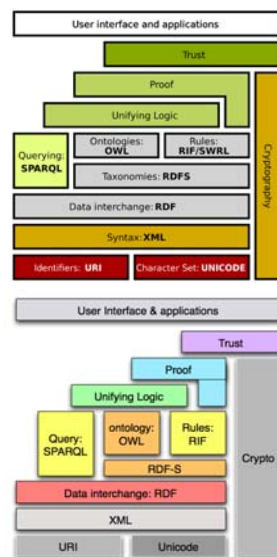 User interface and applications
Trust
Proof
Unifying Logic
Querying:
SPARQL
Ontologies:
OWL
Rules:
RIF/SWRL
Cryptography
Taxonomies: RDFS
Data interchange: RDF
Syntax: XML
Identifiers: URI
Character Set: UNICODE
User Interface & applications
Trust
Proof
Unifying Logic
Query:
SPARQL
ontology:
OWL
Rules:
RIF
Crypto
RDF-S
Data interchange: RDF
XML
URI
Unicode